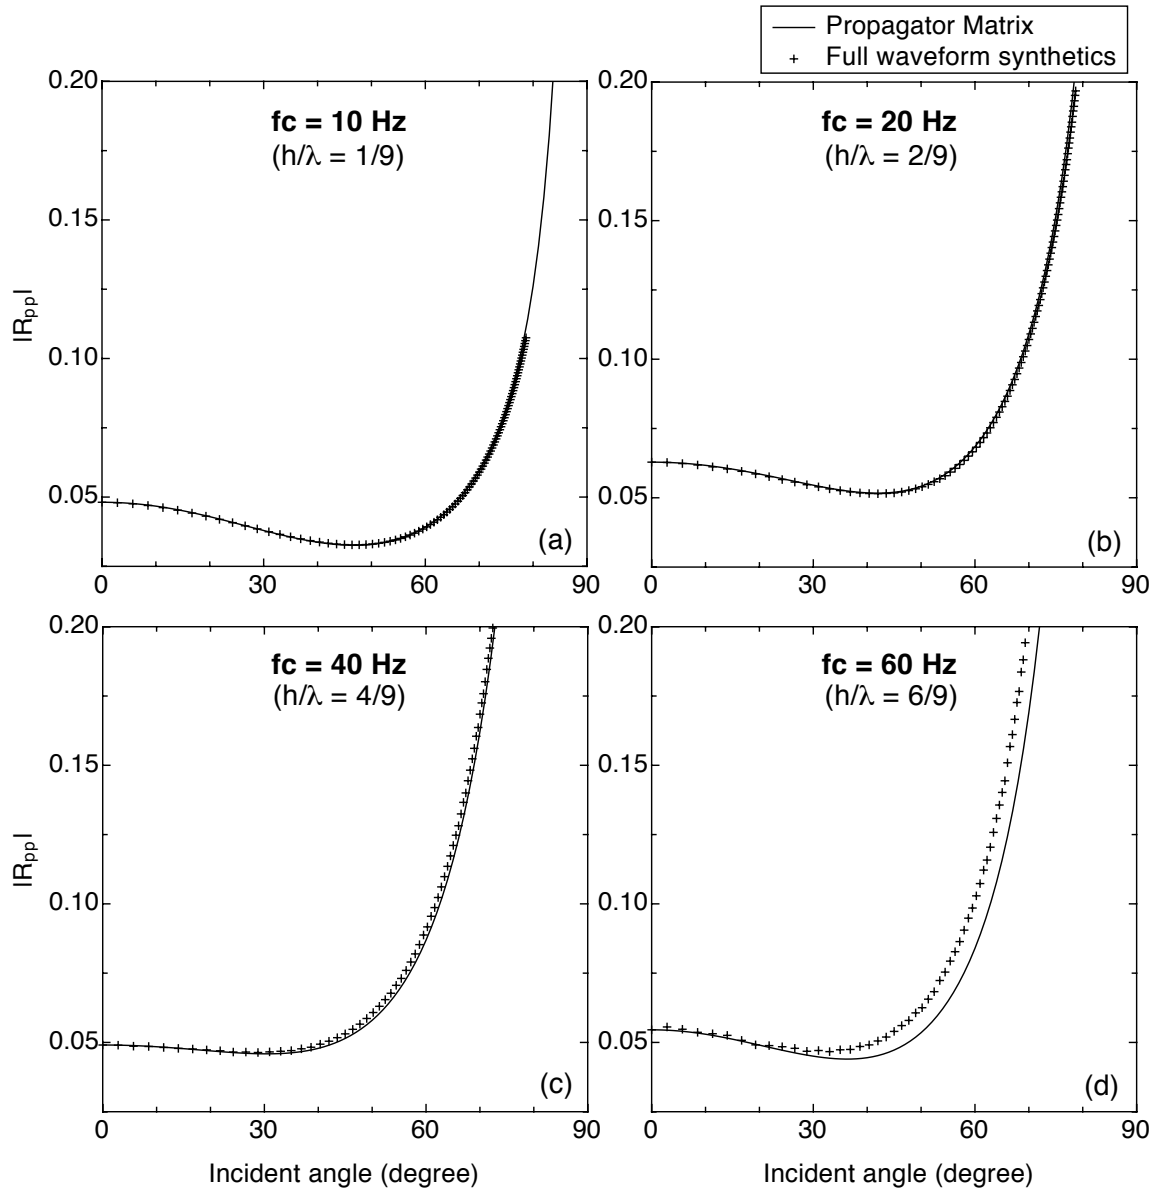 Propagator Matrix
+ Full waveform synthetics
0.20
0.15
0.10
0.05
|Rpp|
fc = 10 Hz
(h/λ = 1/9)
(a)
0 30 60 90
0.20
0.15
0.10
0.05
fc = 20 Hz
(h/λ = 2/9)
(b)
0 30 60 90
0.20
0.15
0.10
0.05
|Rpp|
fc = 40 Hz
(h/λ = 4/9)
(c)
0 30 60 90
Incident angle (degree)
0.20
0.15
0.10
0.05
fc = 60 Hz
(h/λ = 6/9)
(d)
0 30 60 90
Incident angle (degree)